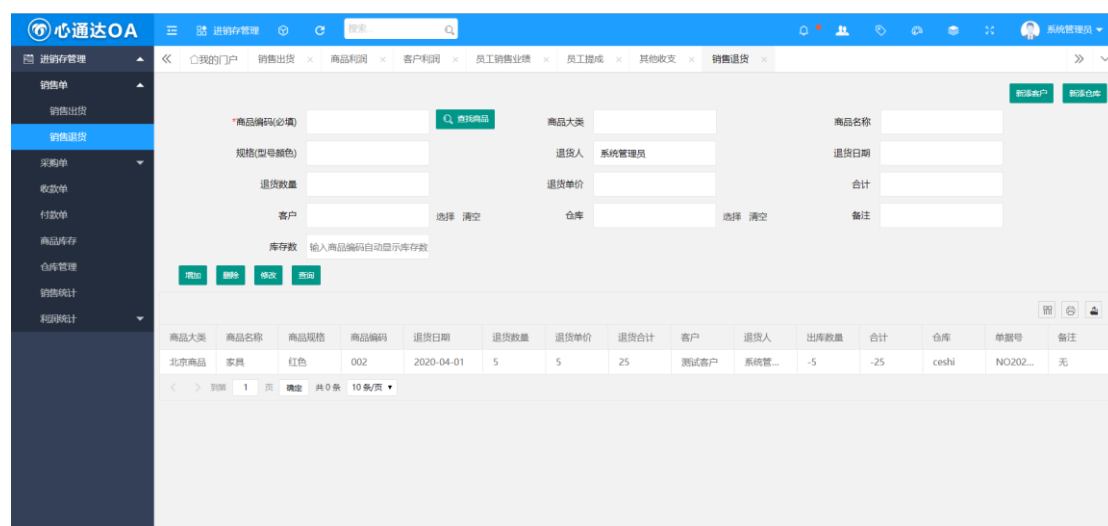 心通达OA 进销存管理 搜索... 系统管理员
进销存管理 我的门户 销售出货 商品利润 客户利润 员工销售业绩 员工提成 其他收支 销售退货
销售单
新添客户 新添仓库
销售出货
*商品编码(必填) 查找商品 商品大类 商品名称
销售退货
规格(型号颜色) 退货人 系统管理员 退货日期
采购单
退货数量 退货单价 合计
收款单
客户 选择 清空 仓库 选择 清空 备注
付款单
库存数 输入商品编码自动显示库存数
商品库存
仓库管理
增加 删除 修改 查询
销售统计
利润统计
商品大类 商品名称 商品规格 商品编码 退货日期 退货数量 退货单价 退货合计 客户 退货人 出库数量 合计 仓库 单据号 备注
北京商品 家具 红色 002 2020-04-01 5 5 25 测试客户 系统管... -5 -25 ceshi NO202... 无
到第 1 页 确定 共0条 10条/页